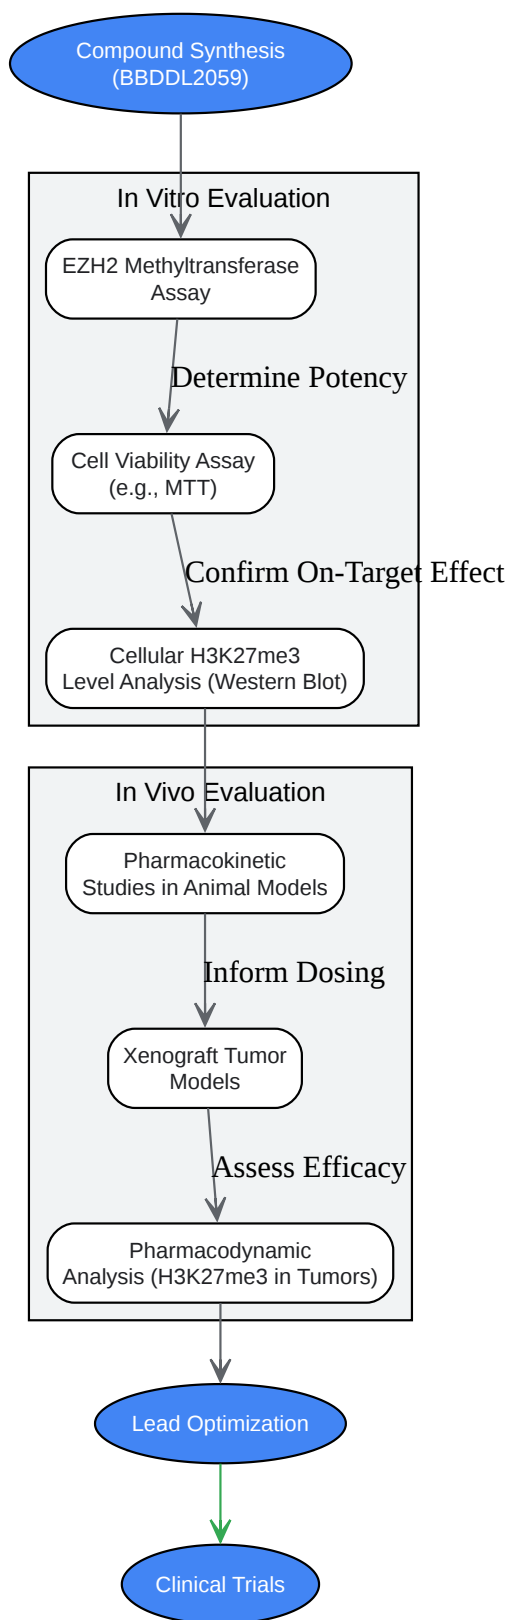 Compound Synthesis
(BBDDL2059)
In Vitro Evaluation
EZH2 Methyltransferase
Assay
Determine Potency
Cell Viability Assay
(e.g., MTT)
Confirm On-Target Effect
Cellular H3K27me3
Level Analysis (Western Blot)
In Vivo Evaluation
Pharmacokinetic
Studies in Animal Models
Inform Dosing
Xenograft Tumor
Models
Assess Efficacy
Pharmacodynamic
Analysis (H3K27me3 in Tumors)
Lead Optimization
Clinical Trials